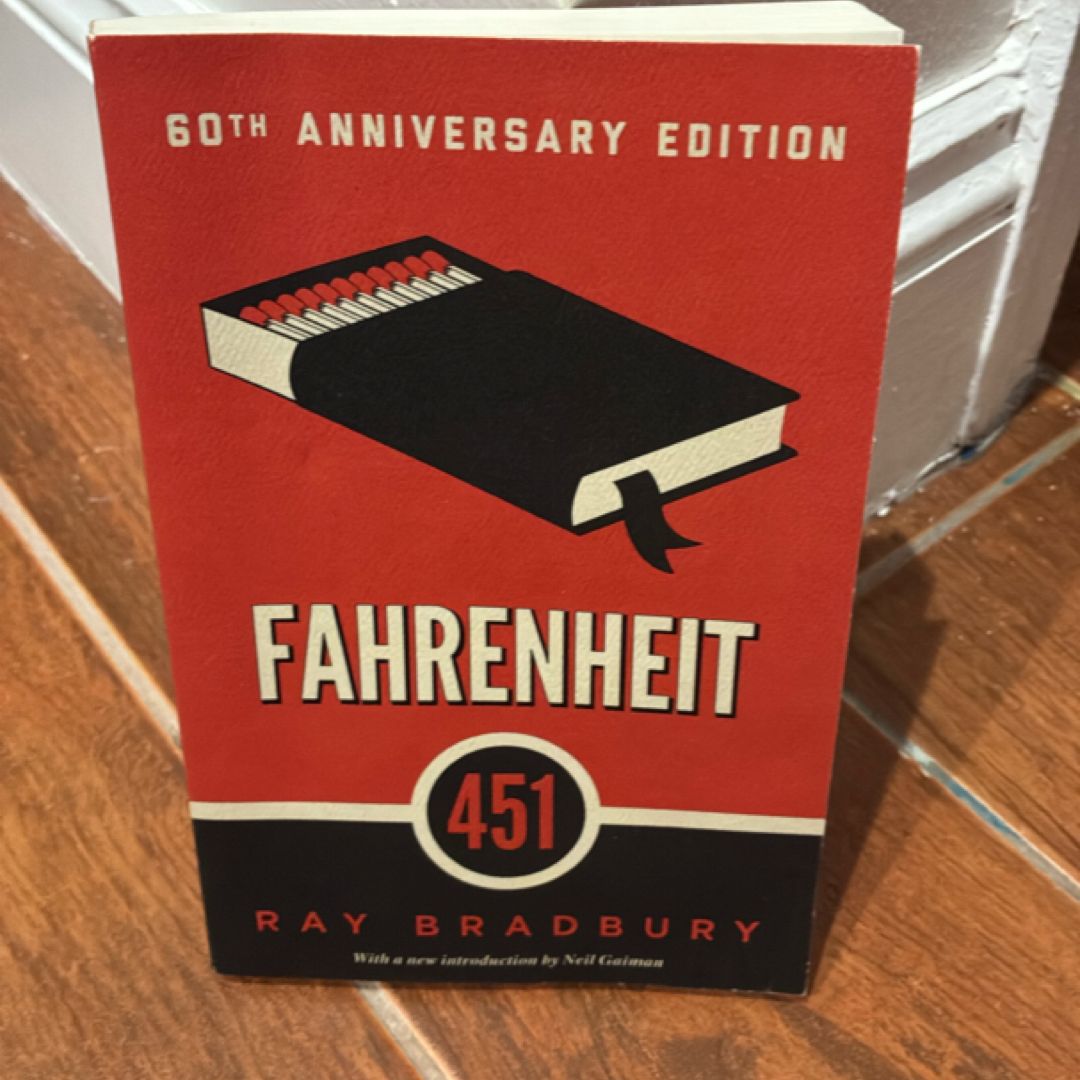 60TH ANNIVERSARY EDITION
FAHRENHEIT
451
RAY BRADBURY
With a new introduction by Neil Gaiman